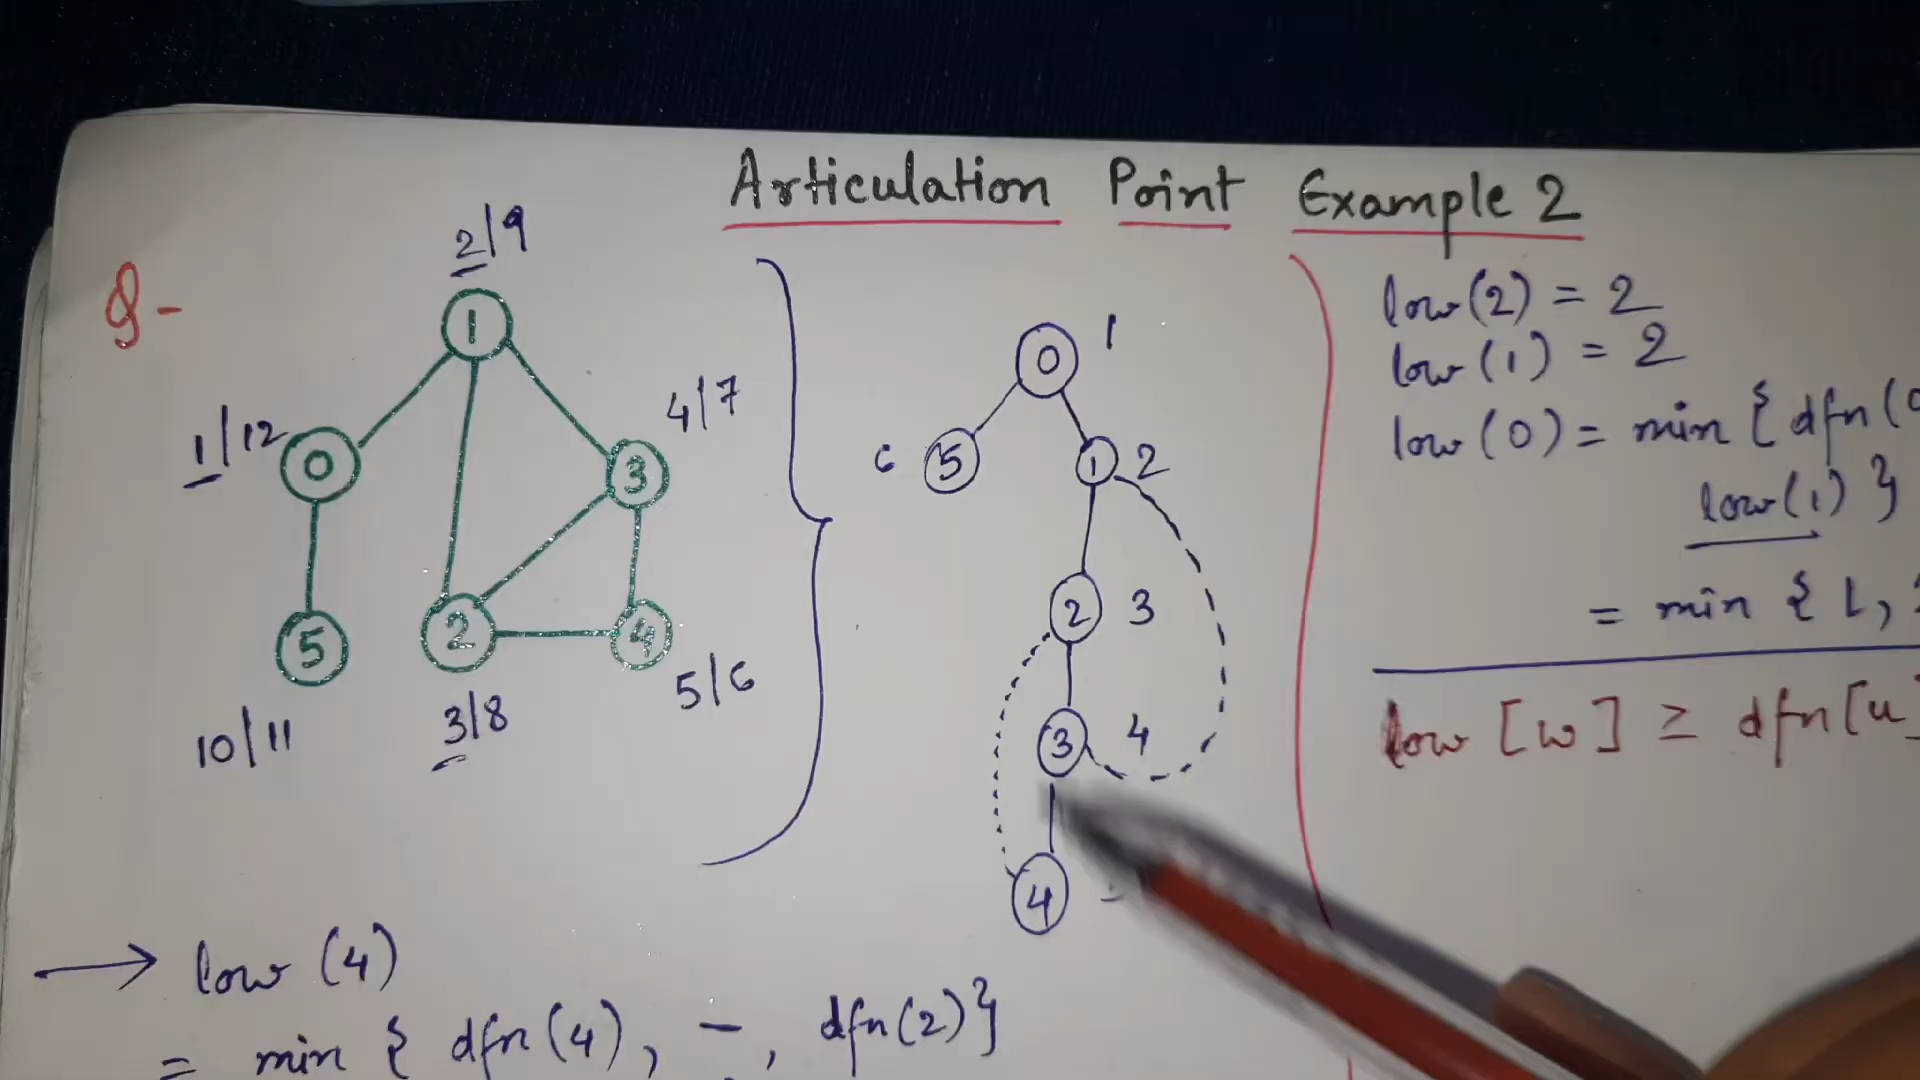 Articulation Point Example 2
Q-
2/9
1
1/12
0
4/7
3
5
2
4
10/11
3/8
5/6
0 1
6 5
1 2
2 3
3 4
4
low(2) = 2
low(1) = 2
low(0) = min { dfn(
low(1) }
= min { 1,
low [w] ≥ dfn[u]
→ low (4)
= min { dfn(4), -, dfn(2)}